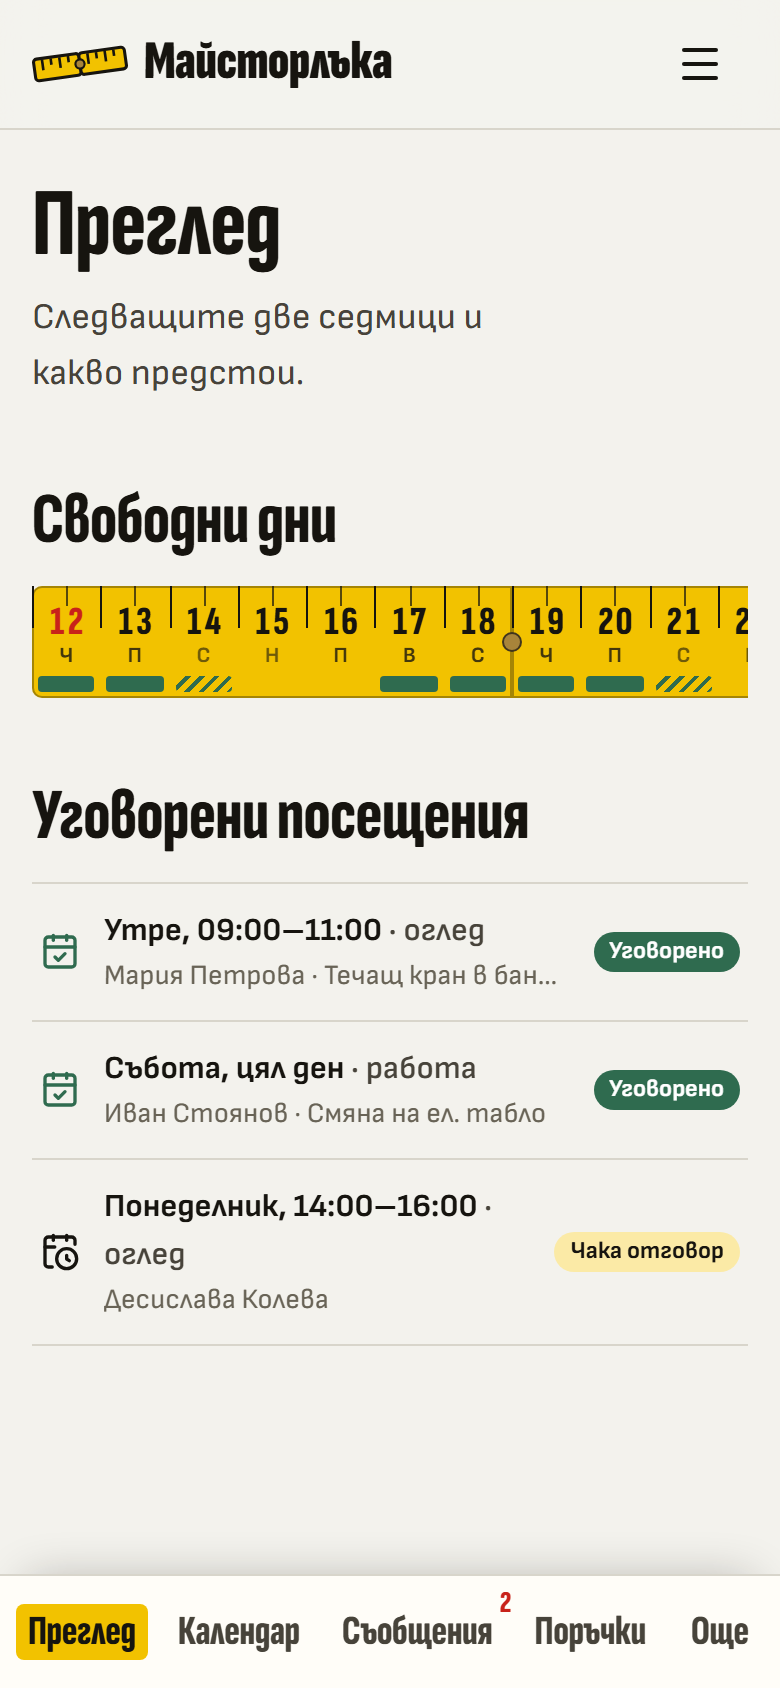 Майсторлъка
Преглед
Следващите две седмици и
какво предстои.
Свободни дни
12 13 14 15 16 17 18 19 20 21 2
Ч П С Н П В С Ч П С
Уговорени посещения
Утре, 09:00–11:00 · оглед
Мария Петрова · Течащ кран в бан...
Уговорено
Събота, цял ден · работа
Иван Стоянов · Смяна на ел. табло
Уговорено
Понеделник, 14:00–16:00 ·
оглед
Десислава Колева
Чака отговор
Преглед Календар Съобщения 2 Поръчки Още